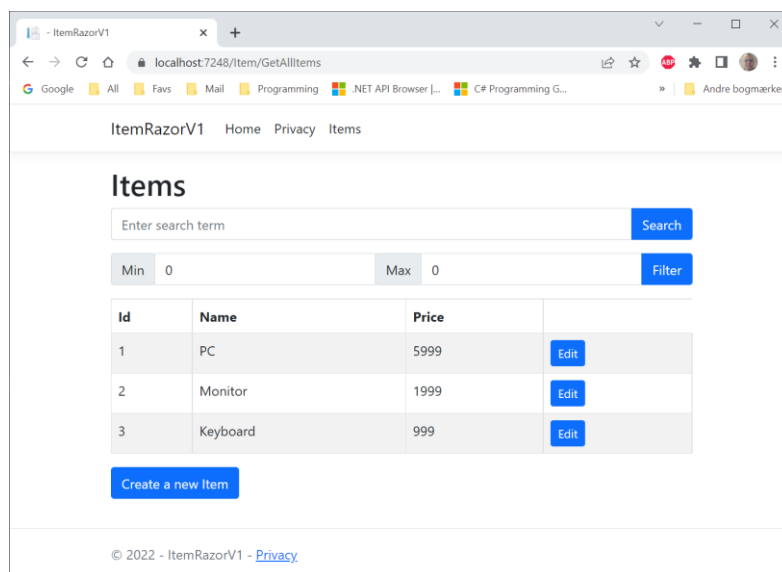 - ItemRazorV1
localhost:7248/Item/GetAllItems
ABP
Google All Favs Mail Programming .NET API Browser |... C# Programming G... » Andre bogmærker
ItemRazorV1 Home Privacy Items
Items
Enter search term Search
Min 0 Max 0 Filter
Id Name Price
1 PC 5999 Edit
2 Monitor 1999 Edit
3 Keyboard 999 Edit
Create a new Item
© 2022 - ItemRazorV1 - Privacy